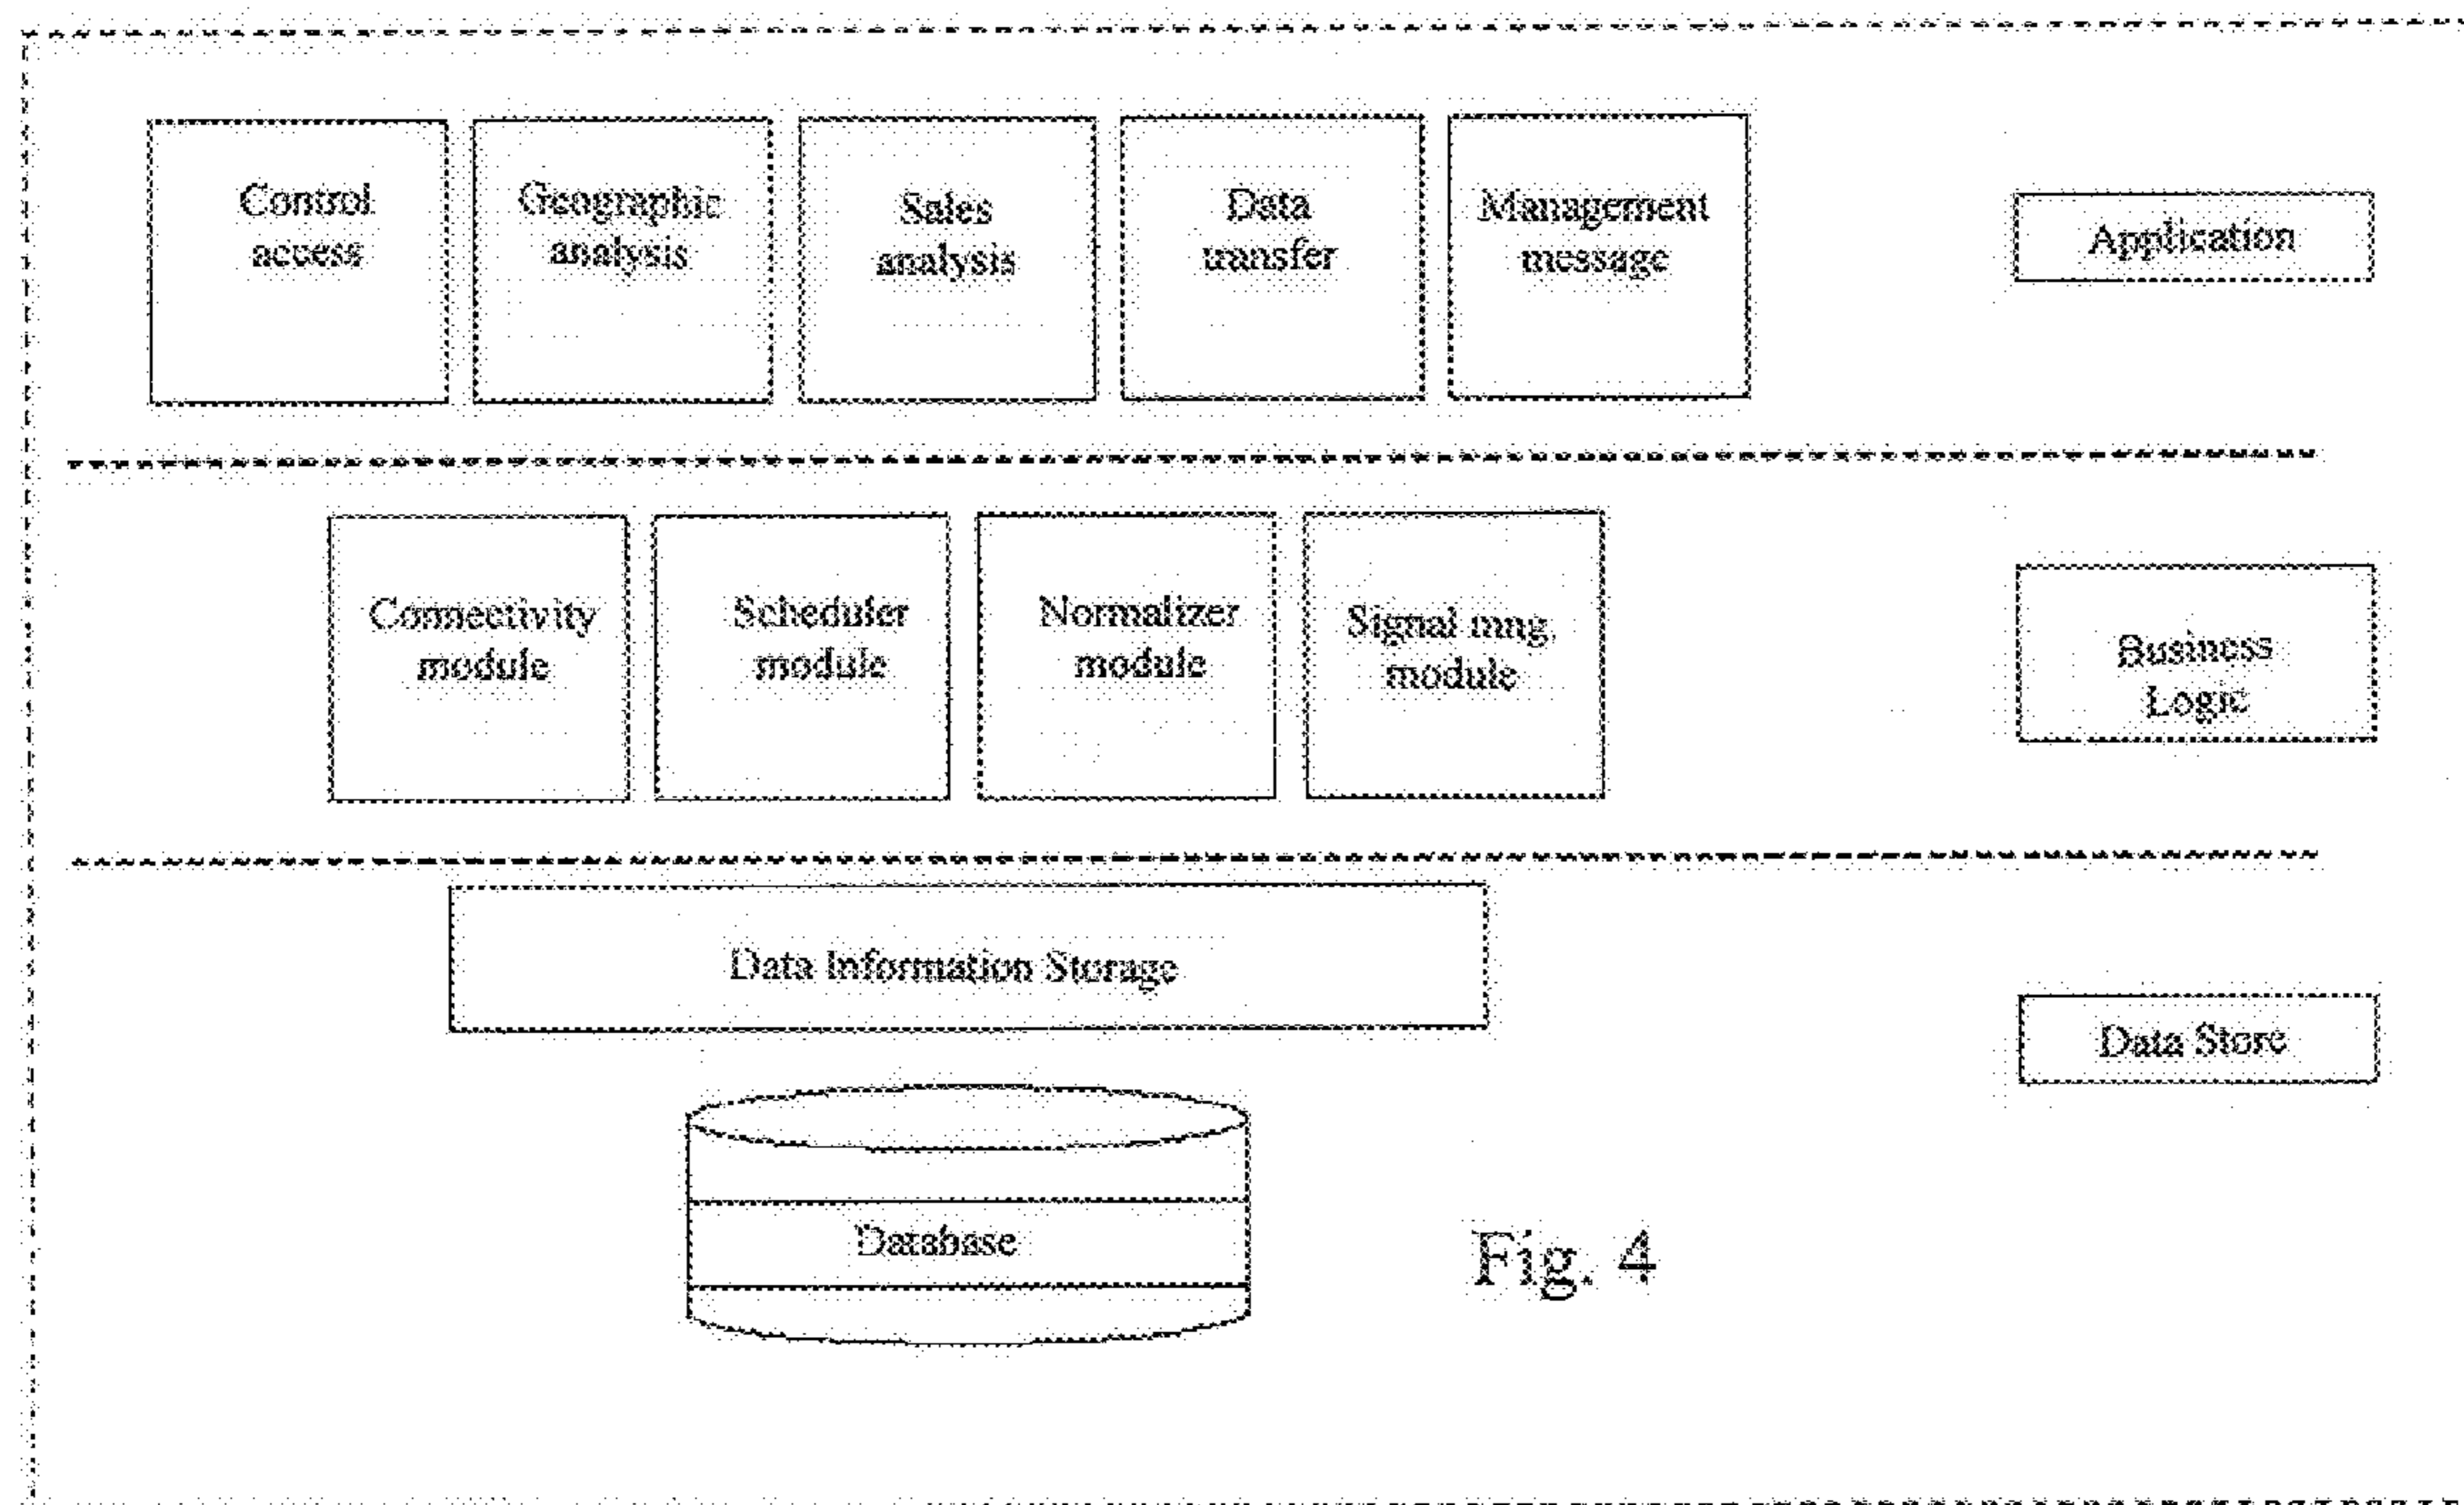 Control
access
Geographic
analysis
Sales
analysis
Data
transfer
Management
message
Application
Connectivity
module
Scheduler
module
Normalizer
module
Signal mng.
module
Business
Logic
Data Information Storage
Data Store
Database
Fig. 4